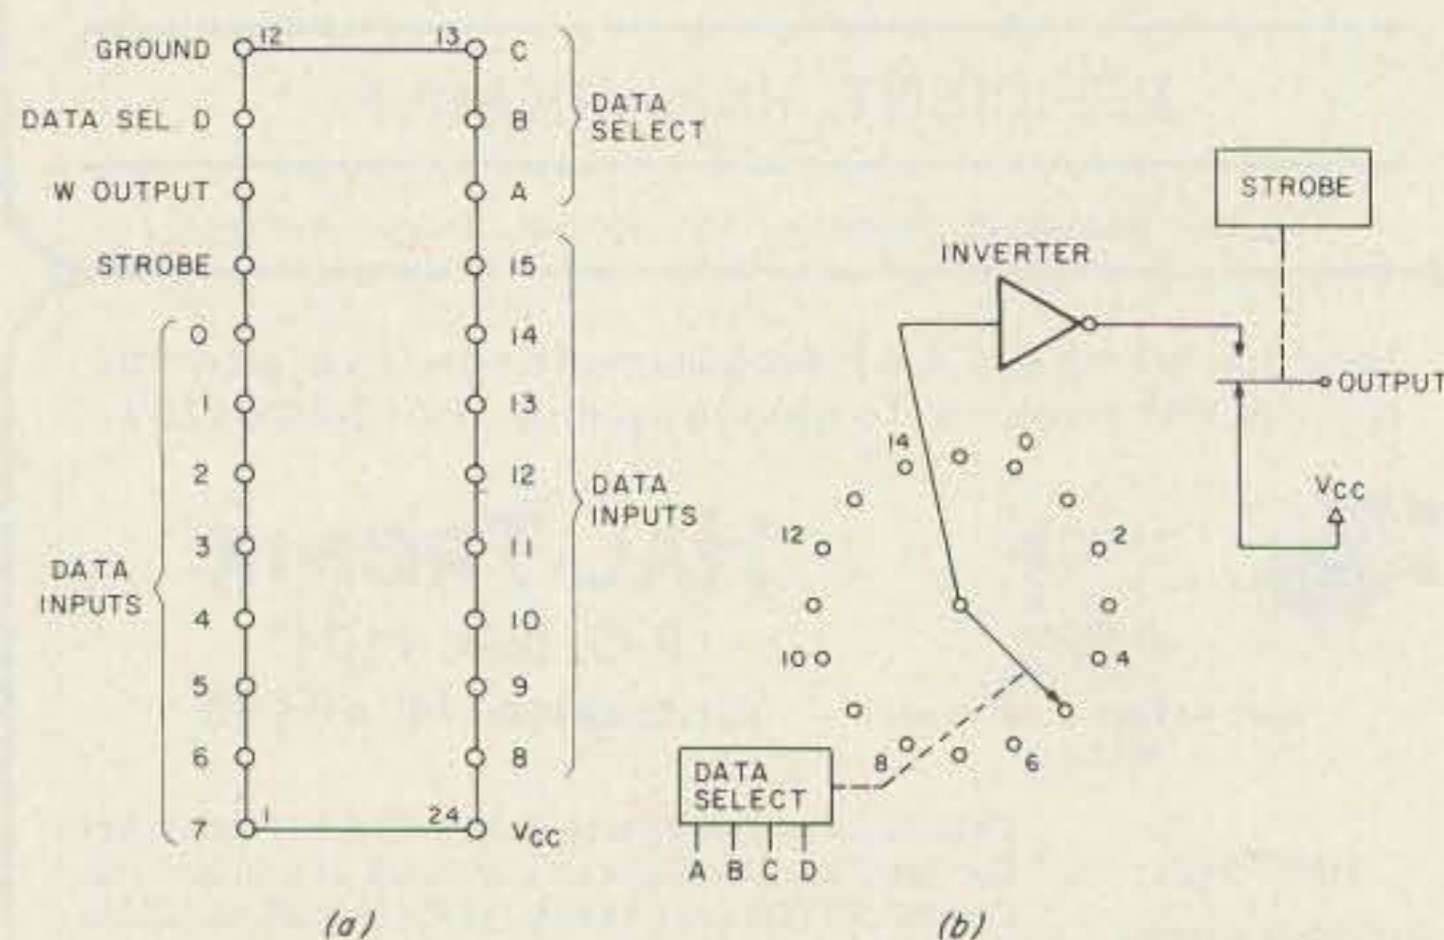 GROUND
12
13
C
DATA SEL D
B
DATA
SELECT
W OUTPUT
A
STROBE
15
0
14
1
13
2
12
DATA
INPUTS
3
11
DATA
INPUTS
4
10
5
9
6
8
7
1
24
VCC
(a)
STROBE
INVERTER
OUTPUT
VCC
14
0
12
2
10
4
8
6
DATA
SELECT
A B C D
(b)